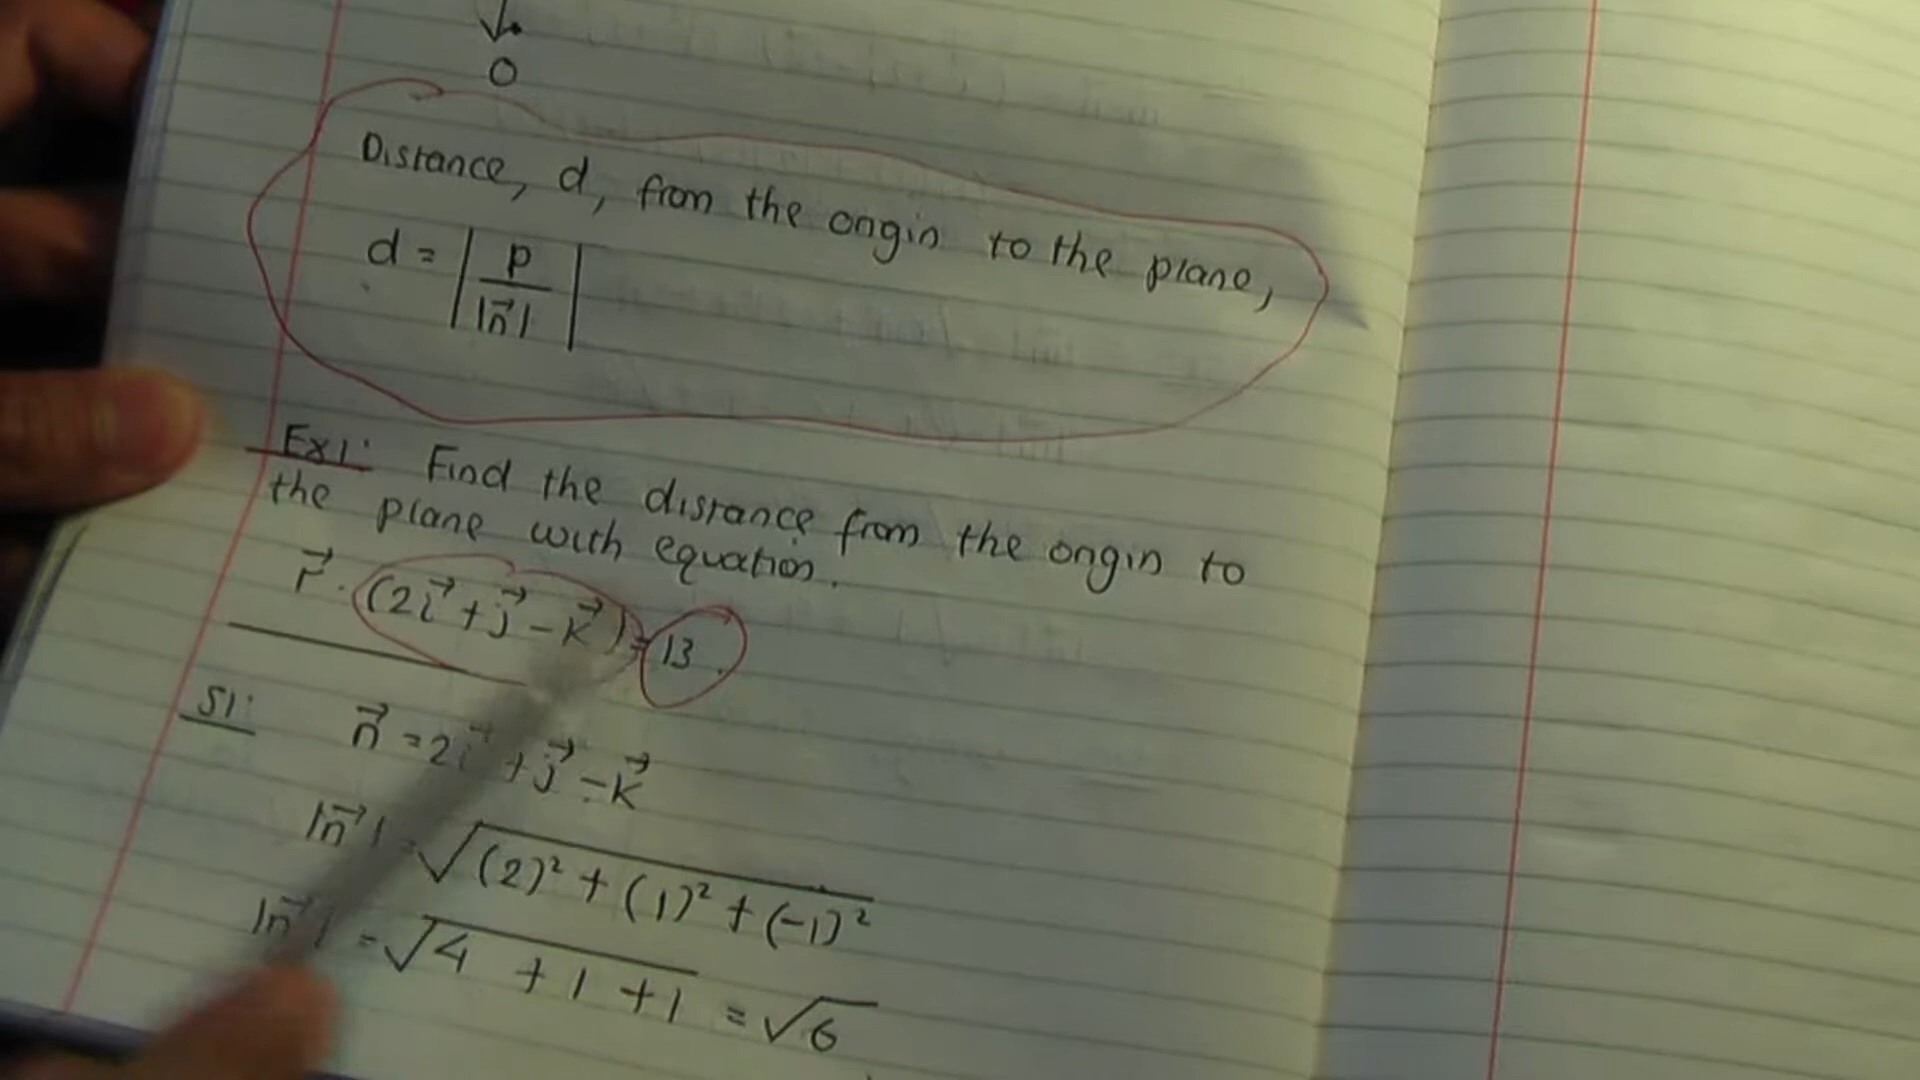 O
Distance, d, from the origin to the plane,
d = | p / |n⃗| |
Ex1: Find the distance from the origin to
the plane with equation.
r⃗ . (2i⃗ + j⃗ - k⃗) = 13.
S1: n⃗ = 2i⃗ + j⃗ - k⃗
|n⃗| = √((2)² + (1)² + (-1)²)
|n⃗| = √(4 + 1 + 1) = √6